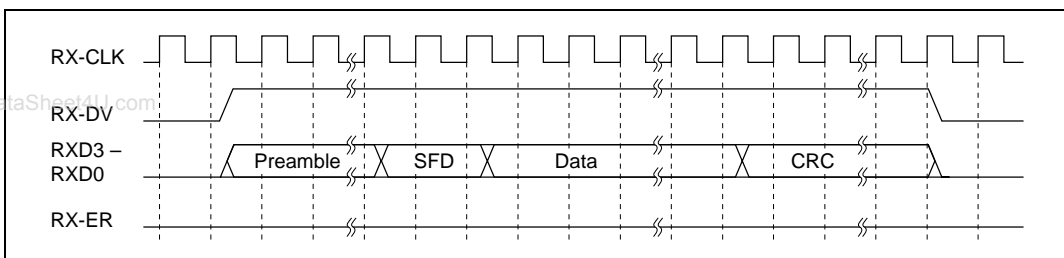 RX-CLK
ataSheet4U.com
RX-DV
RXD3 –
RXD0
Preamble
SFD
Data
CRC
RX-ER